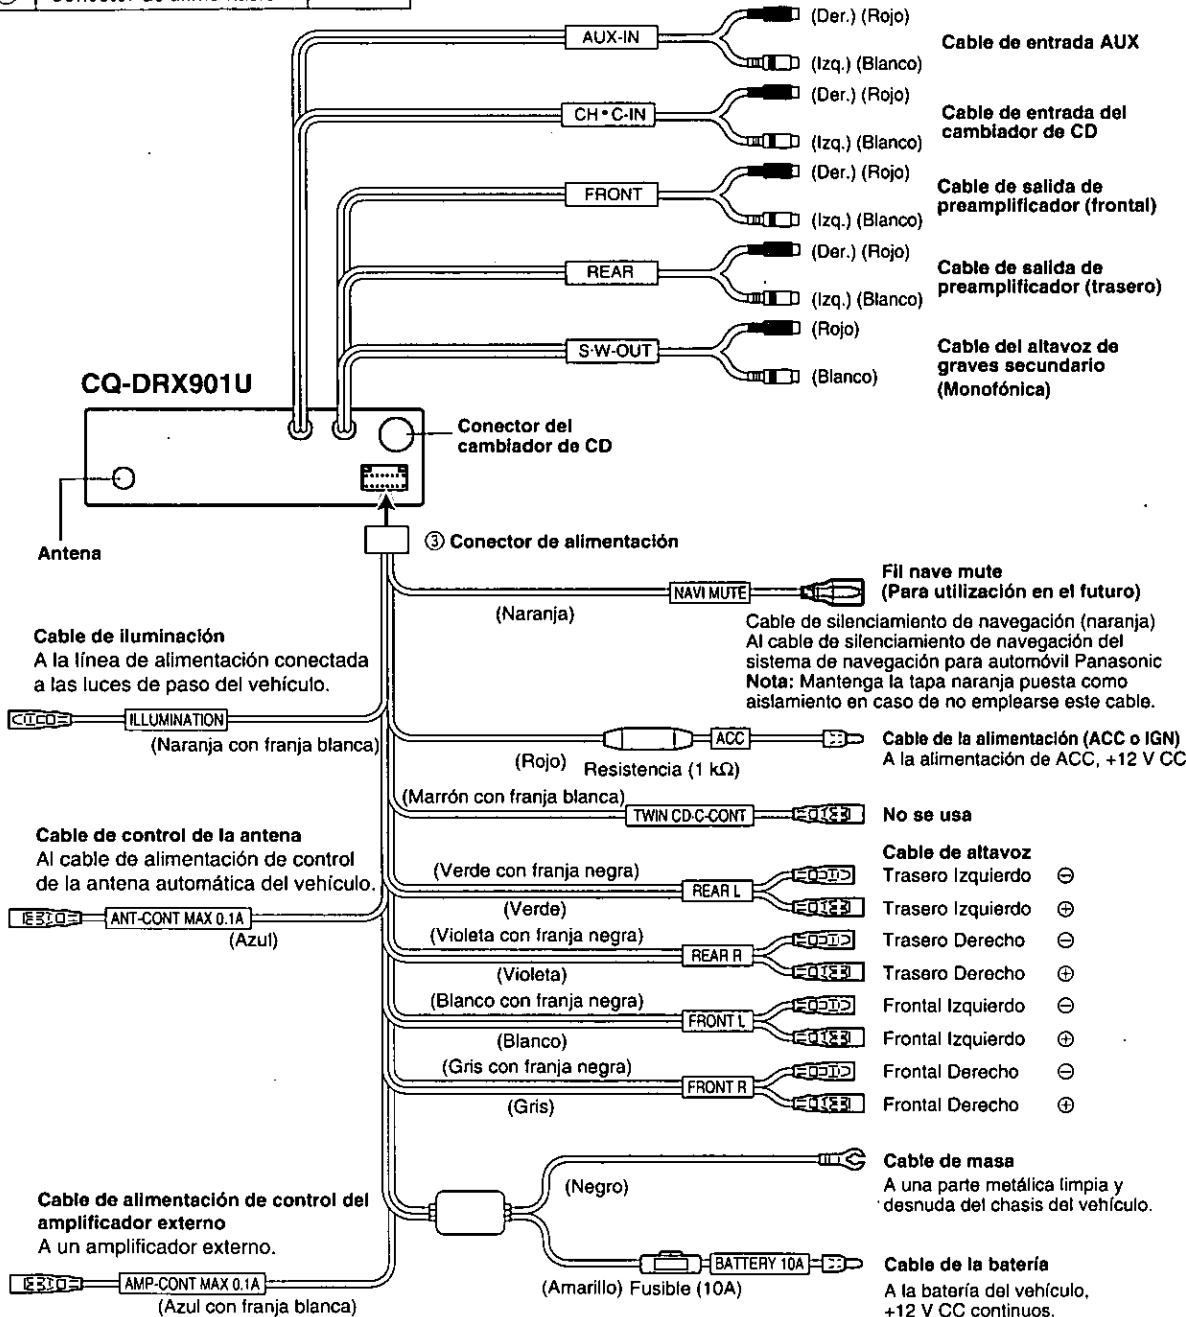 ③ Conector de alimentación
AUX-IN
(Der.) (Rojo)
(Izq.) (Blanco)
Cable de entrada AUX
CH•C-IN
(Der.) (Rojo)
(Izq.) (Blanco)
Cable de entrada del
cambiador de CD
FRONT
(Der.) (Rojo)
(Izq.) (Blanco)
Cable de salida de
preamplificador (frontal)
REAR
(Der.) (Rojo)
(Izq.) (Blanco)
Cable de salida de
preamplificador (trasero)
S·W-OUT
(Rojo)
(Blanco)
Cable del altavoz de
graves secundario
(Monofónica)
CQ-DRX901U
Conector del
cambiador de CD
Antena
③ Conector de alimentación
(Naranja)
NAVI MUTE
Fil nave mute
(Para utilización en el futuro)
Cable de silenciamiento de navegación (naranja)
Al cable de silenciamiento de navegación del
sistema de navegación para automóvil Panasonic
Nota: Mantenga la tapa naranja puesta como
aislamiento en caso de no emplearse este cable.
Cable de iluminación
A la línea de alimentación conectada
a las luces de paso del vehículo.
ILLUMINATION
(Naranja con franja blanca)
(Rojo)
Resistencia (1 kΩ)
ACC
Cable de la alimentación (ACC o IGN)
A la alimentación de ACC, +12 V CC
(Marrón con franja blanca)
TWIN CD·C-CONT
No se usa
Cable de control de la antena
Al cable de alimentación de control
de la antena automática del vehículo.
ANT-CONT MAX 0.1A
(Azul)
Cable de altavoz
(Verde con franja negra)
(Verde)
REAR L
Trasero Izquierdo ⊖
Trasero Izquierdo ⊕
(Violeta con franja negra)
(Violeta)
REAR R
Trasero Derecho ⊖
Trasero Derecho ⊕
(Blanco con franja negra)
(Blanco)
FRONT L
Frontal Izquierdo ⊖
Frontal Izquierdo ⊕
(Gris con franja negra)
(Gris)
FRONT R
Frontal Derecho ⊖
Frontal Derecho ⊕
(Negro)
Cable de masa
A una parte metálica limpia y
desnuda del chasis del vehículo.
Cable de alimentación de control del
amplificador externo
A un amplificador externo.
AMP-CONT MAX 0.1A
(Azul con franja blanca)
(Amarillo) Fusible (10A)
BATTERY 10A
Cable de la batería
A la batería del vehículo,
+12 V CC continuos.